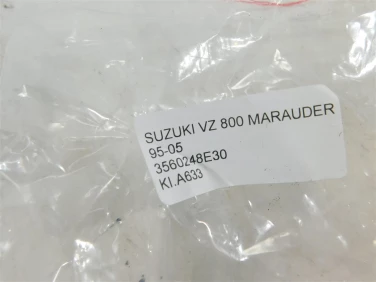 SUZUKI VZ 800 MARAUDER
95-05
3560248E30
KI.A633